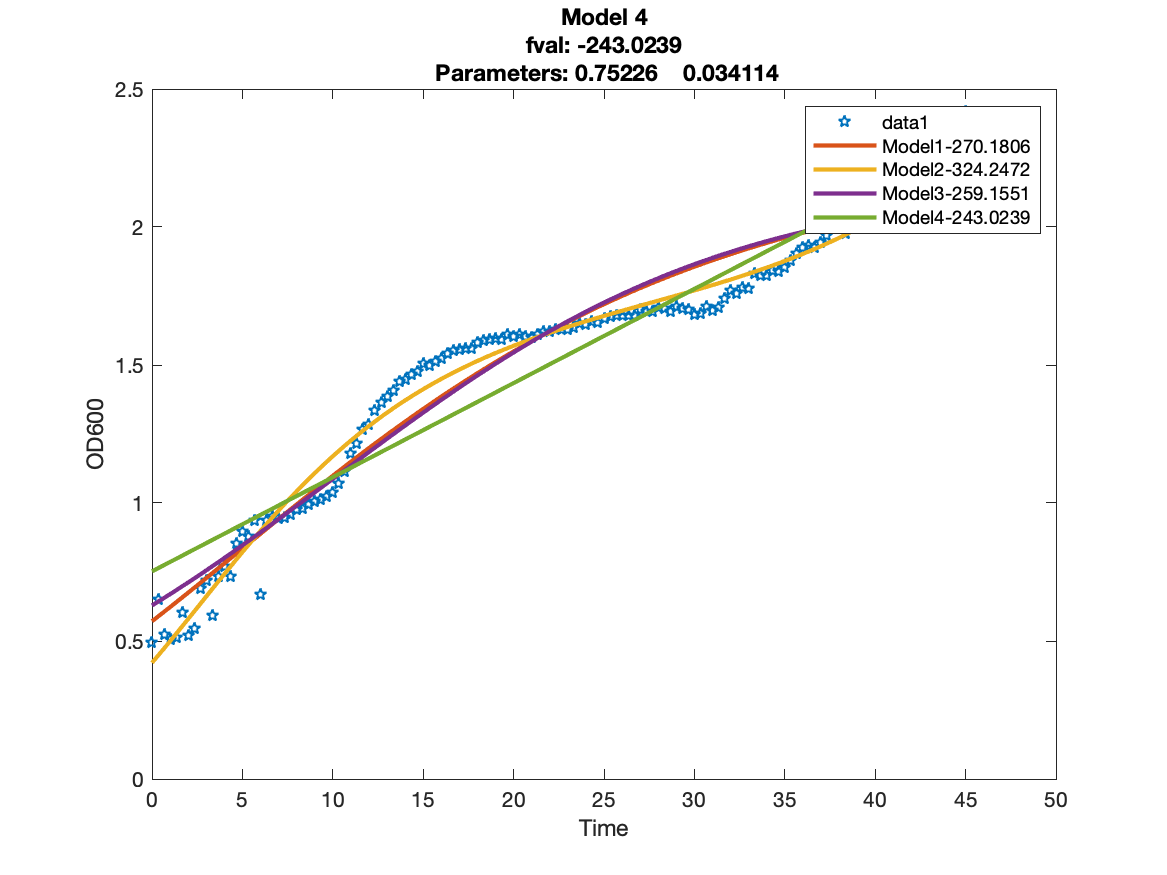 Model 4
fval: -243.0239
Parameters: 0.75226 0.034114
2.5
2
1.5
1
0.5
0
OD600
data1
Model1-270.1806
Model2-324.2472
Model3-259.1551
Model4-243.0239
0 5 10 15 20 25 30 35 40 45 50
Time